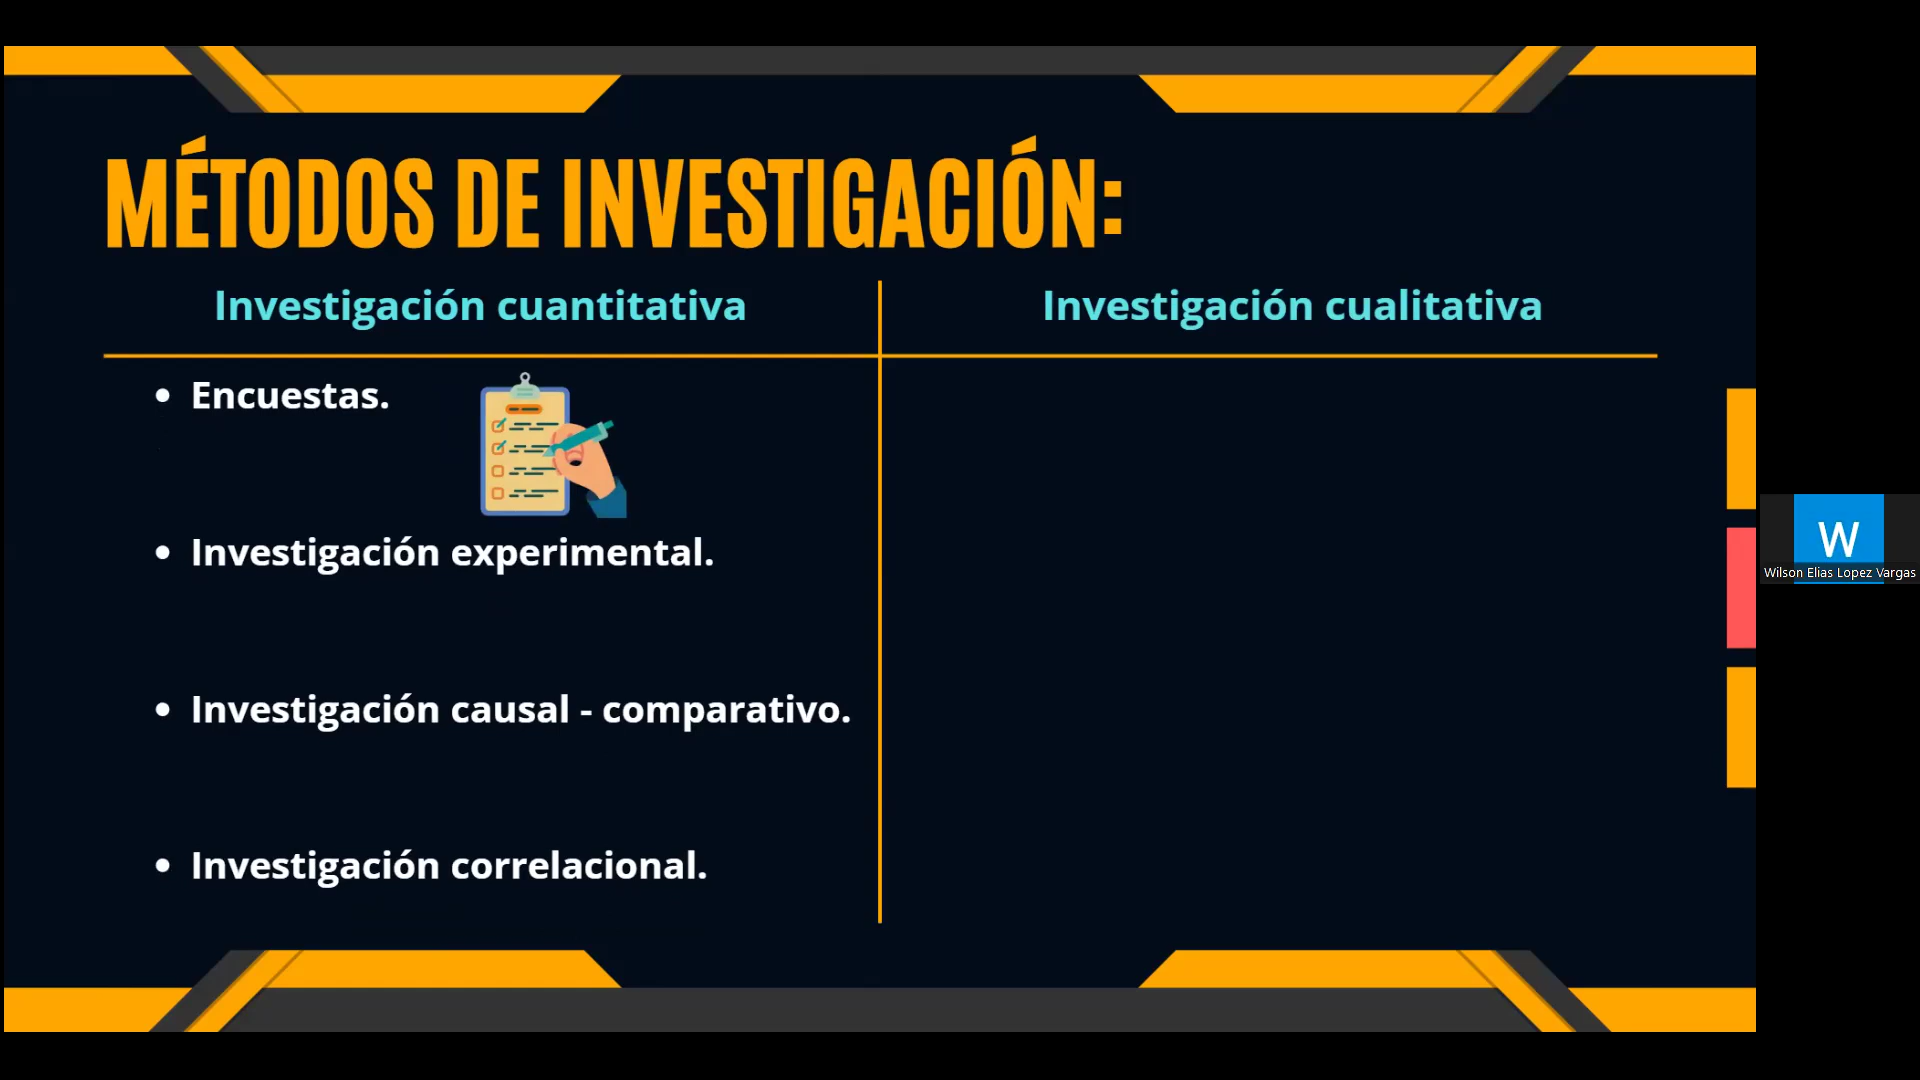 MÉTODOS DE INVESTIGACIÓN:
Investigación cuantitativa
Investigación cualitativa
• Encuestas.
• Investigación experimental.
• Investigación causal - comparativo.
• Investigación correlacional.
W
Wilson Elias Lopez Vargas